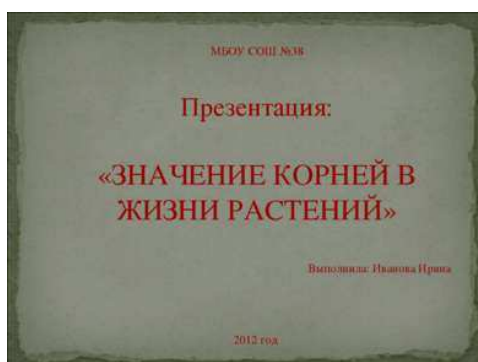 МБОУ СОШ №38
Презентация:
«ЗНАЧЕНИЕ КОРНЕЙ В
ЖИЗНИ РАСТЕНИЙ»
Выполнила: Иванова Ирина
2012 год